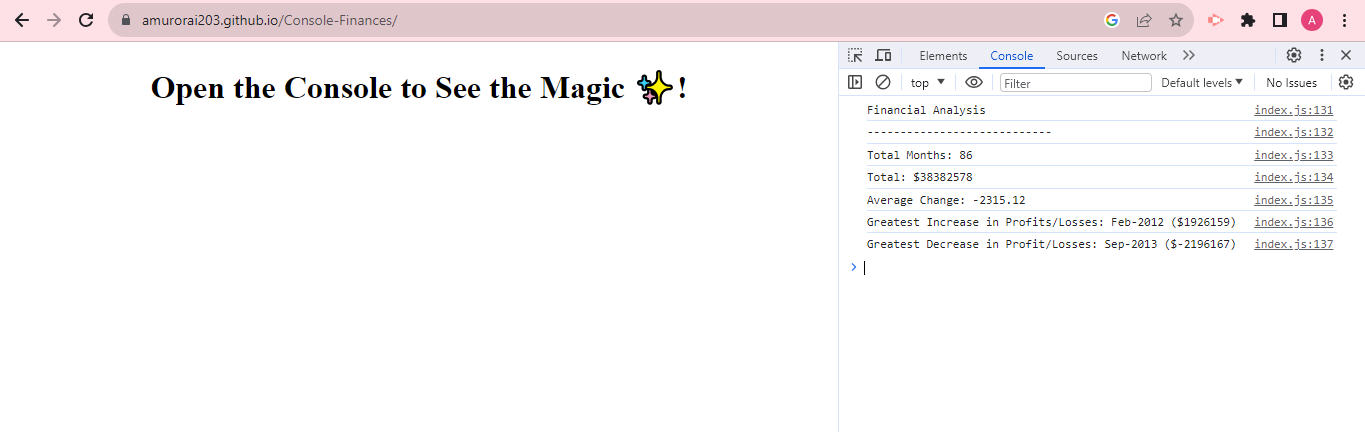 amurorai203.github.io/Console-Finances/
A
Open the Console to See the Magic ✨!
Elements Console Sources Network
top Filter Default levels No Issues
Financial Analysis index.js:131
---------------------------- index.js:132
Total Months: 86 index.js:133
Total: $38382578 index.js:134
Average Change: -2315.12 index.js:135
Greatest Increase in Profits/Losses: Feb-2012 ($1926159) index.js:136
Greatest Decrease in Profit/Losses: Sep-2013 ($-2196167) index.js:137